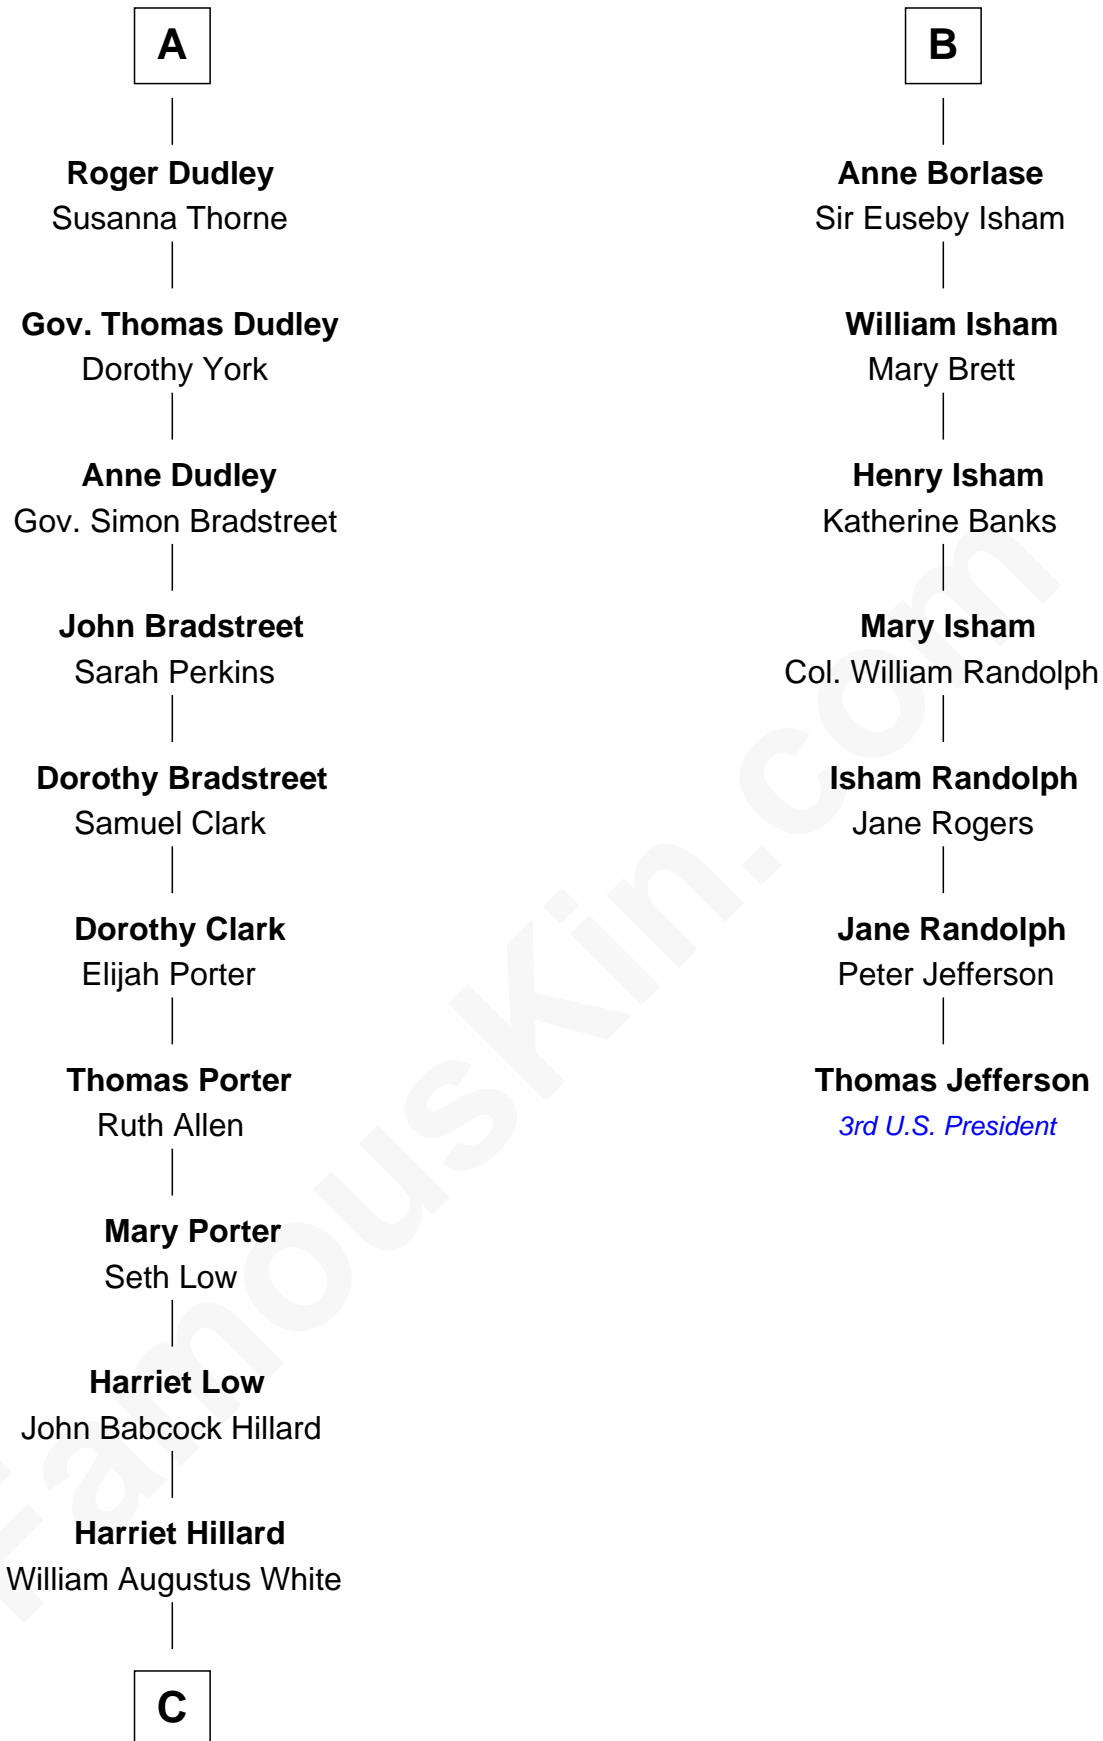 A
Roger Dudley
Susanna Thorne
Gov. Thomas Dudley
Dorothy York
Anne Dudley
Gov. Simon Bradstreet
John Bradstreet
Sarah Perkins
Dorothy Bradstreet
Samuel Clark
Dorothy Clark
Elijah Porter
Thomas Porter
Ruth Allen
Mary Porter
Seth Low
Harriet Low
John Babcock Hillard
Harriet Hillard
William Augustus White
C
B
Anne Borlase
Sir Euseby Isham
William Isham
Mary Brett
Henry Isham
Katherine Banks
Mary Isham
Col. William Randolph
Isham Randolph
Jane Rogers
Jane Randolph
Peter Jefferson
Thomas Jefferson
3rd U.S. President
FamousKin.com